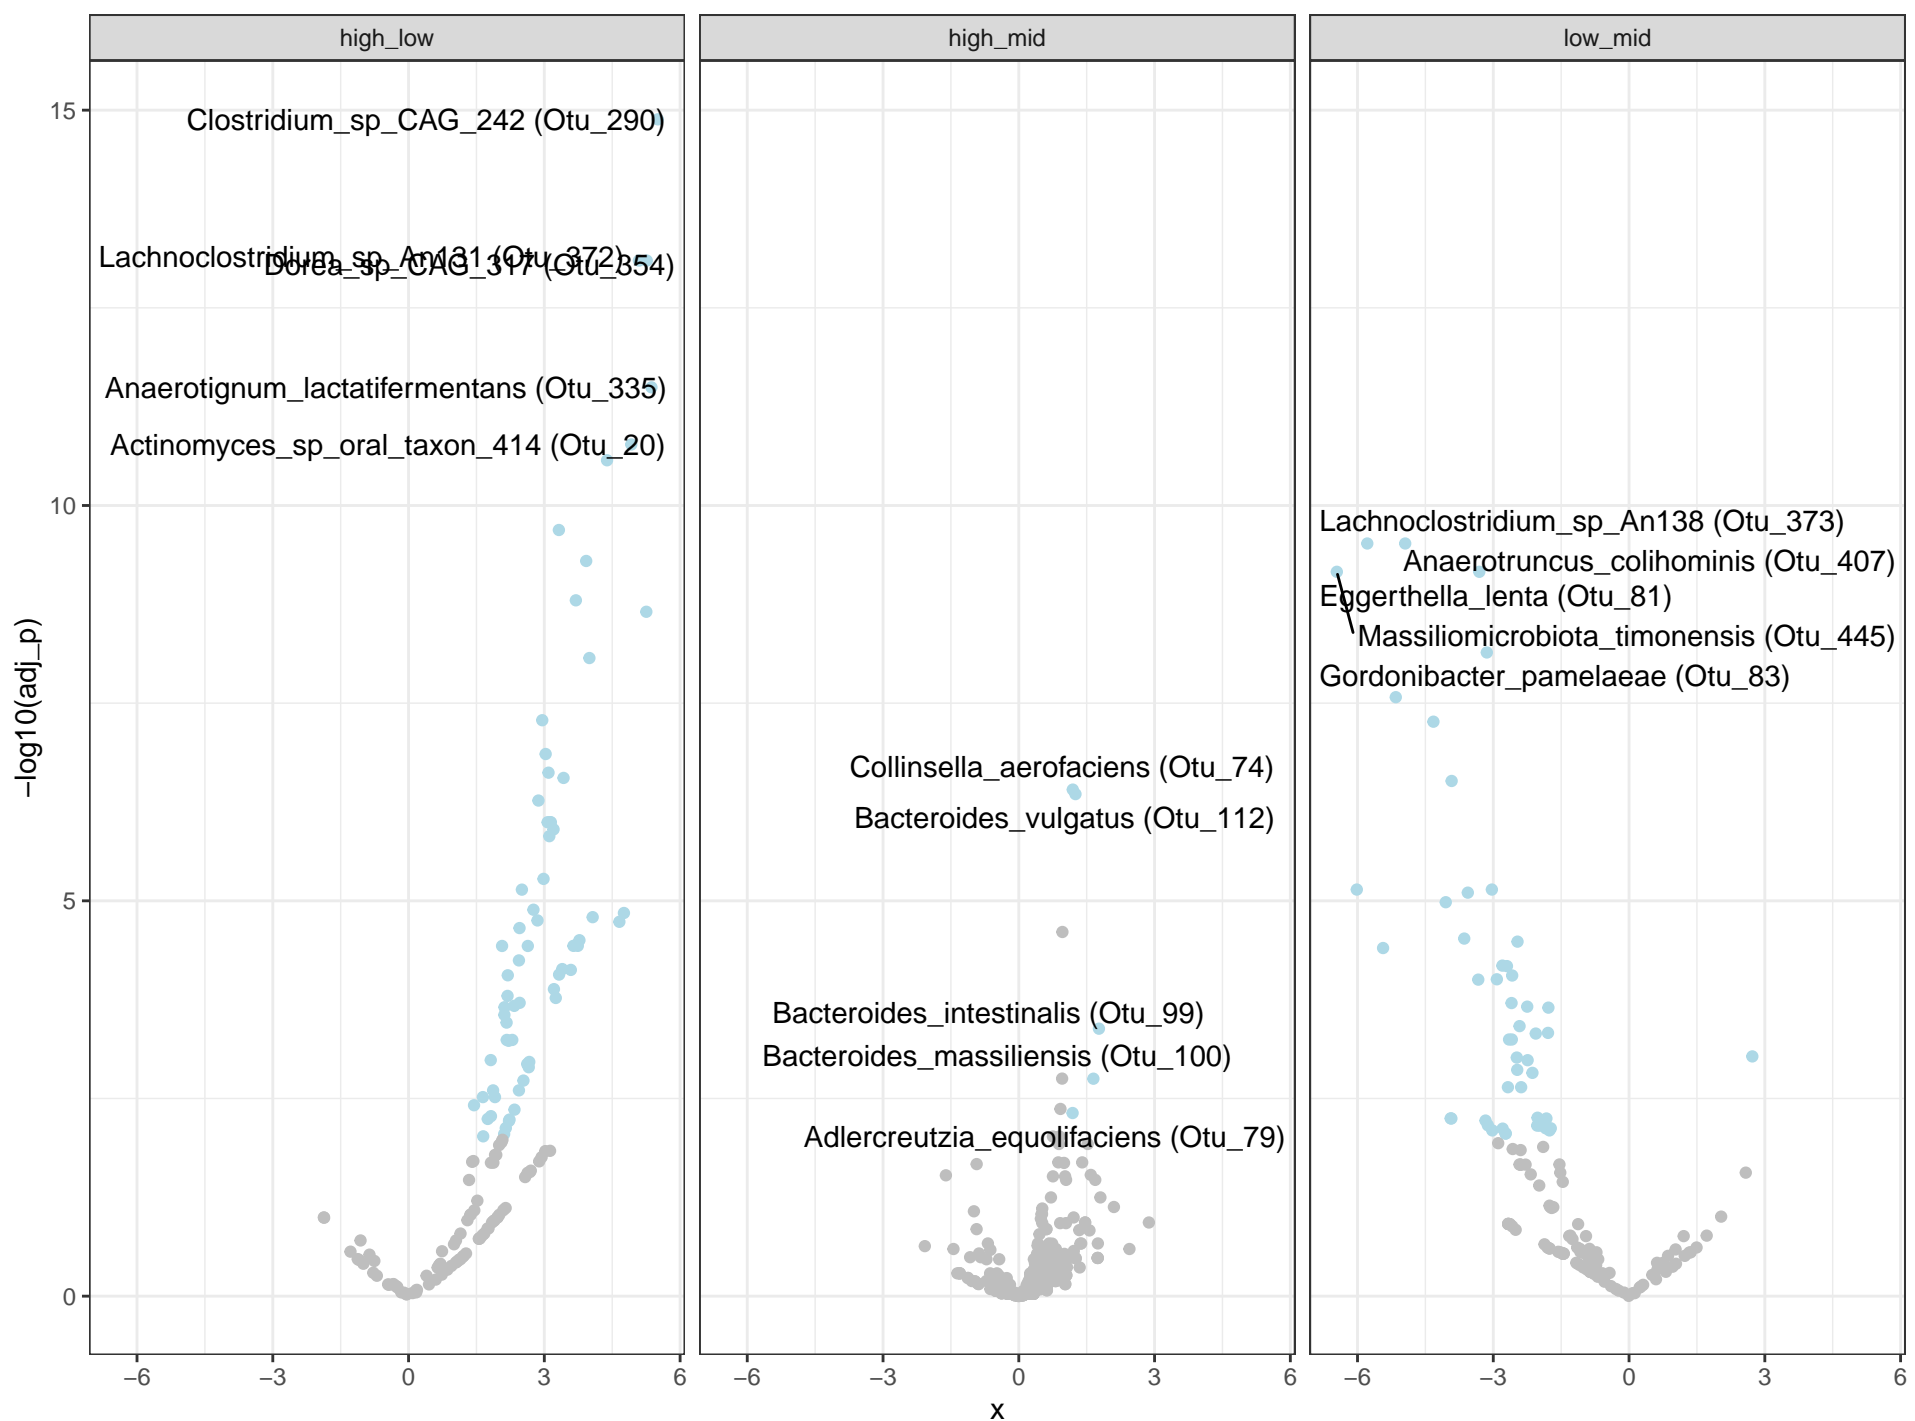 high_low
high_mid
low_mid
−log10(adj_p)
15
10
5
0
Clostridium_sp_CAG_242 (Otu_290)
Lachnoclostridium_sp_An131 (Otu_372)
Dorea_sp_CAG_317 (Otu_354)
Anaerotignum_lactatifermentans (Otu_335)
Actinomyces_sp_oral_taxon_414 (Otu_20)
Collinsella_aerofaciens (Otu_74)
Bacteroides_vulgatus (Otu_112)
Bacteroides_intestinalis (Otu_99)
Bacteroides_massiliensis (Otu_100)
Adlercreutzia_equolifaciens (Otu_79)
Lachnoclostridium_sp_An138 (Otu_373)
Anaerotruncus_colihominis (Otu_407)
Eggerthella_lenta (Otu_81)
Massiliomicrobiota_timonensis (Otu_445)
Gordonibacter_pamelaeae (Otu_83)
−6 −3 0 3 6
−6 −3 0 3 6
−6 −3 0 3 6
x